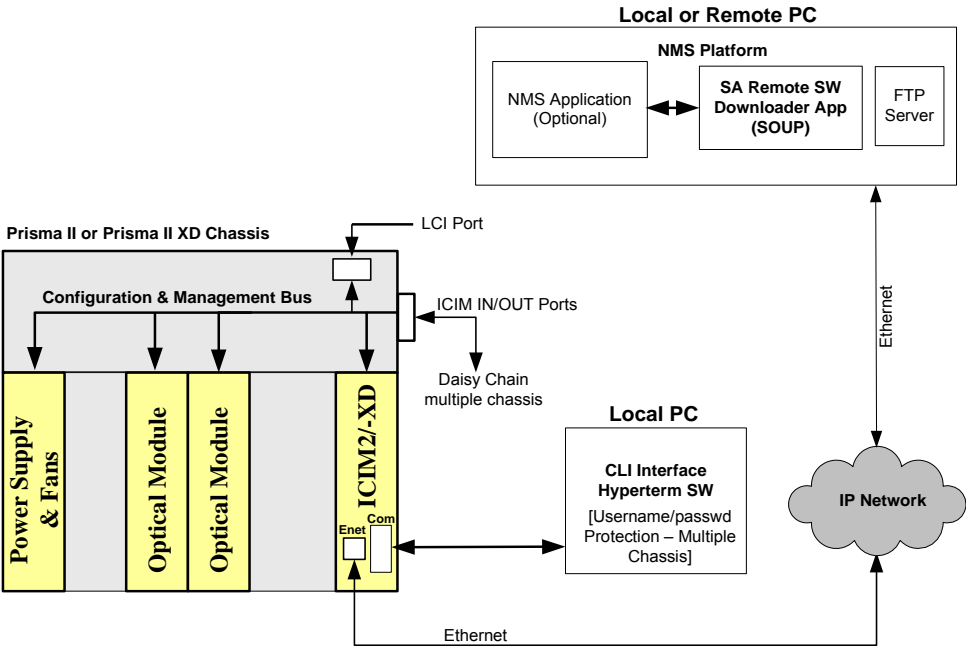 Local or Remote PC
NMS Platform
NMS Application
(Optional)
SA Remote SW
Downloader App
(SOUP)
FTP
Server
LCI Port
Prisma II or Prisma II XD Chassis
Configuration & Management Bus
ICIM IN/OUT Ports
Daisy Chain
multiple chassis
Ethernet
Power Supply
& Fans
Optical Module
Optical Module
ICIM2/-XD
Enet
Com
Local PC
CLI Interface
Hyperterm SW
[Username/passwd
Protection – Multiple
Chassis]
IP Network
Ethernet